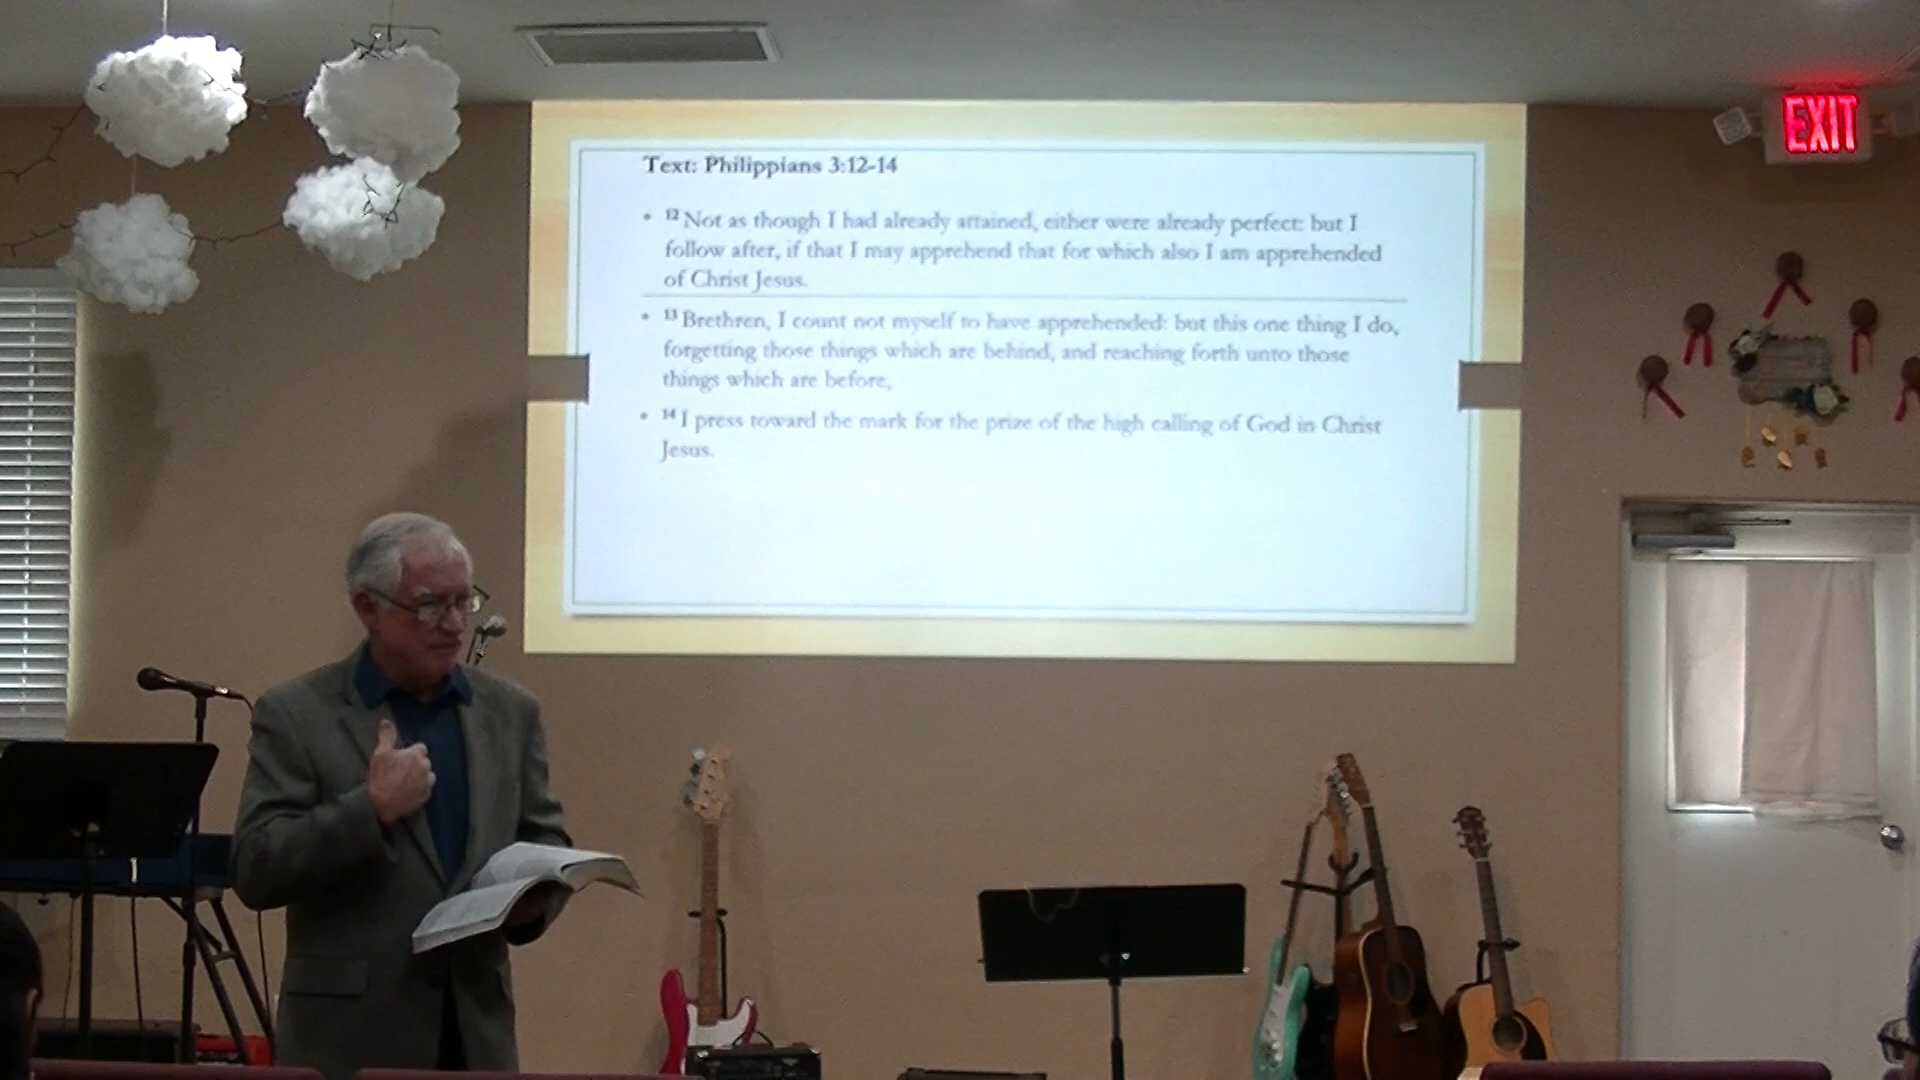 EXIT
Text: Philippians 3:12-14
• 12 Not as though I had already attained, either were already perfect: but I
follow after, if that I may apprehend that for which also I am apprehended
of Christ Jesus.
• 13 Brethren, I count not myself to have apprehended: but this one thing I do,
forgetting those things which are behind, and reaching forth unto those
things which are before,
• 14 I press toward the mark for the prize of the high calling of God in Christ
Jesus.